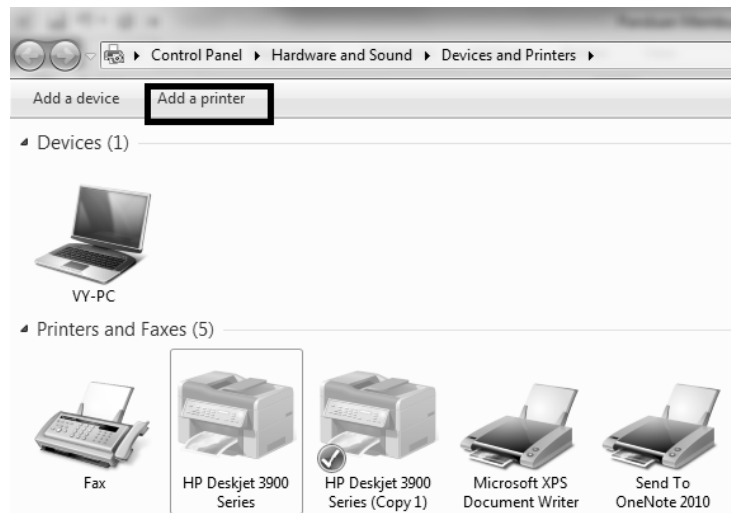 Control Panel Hardware and Sound Devices and Printers
Add a device Add a printer
Devices (1)
VY-PC
Printers and Faxes (5)
Fax
HP Deskjet 3900
Series
HP Deskjet 3900
Series (Copy 1)
Microsoft XPS
Document Writer
Send To
OneNote 2010